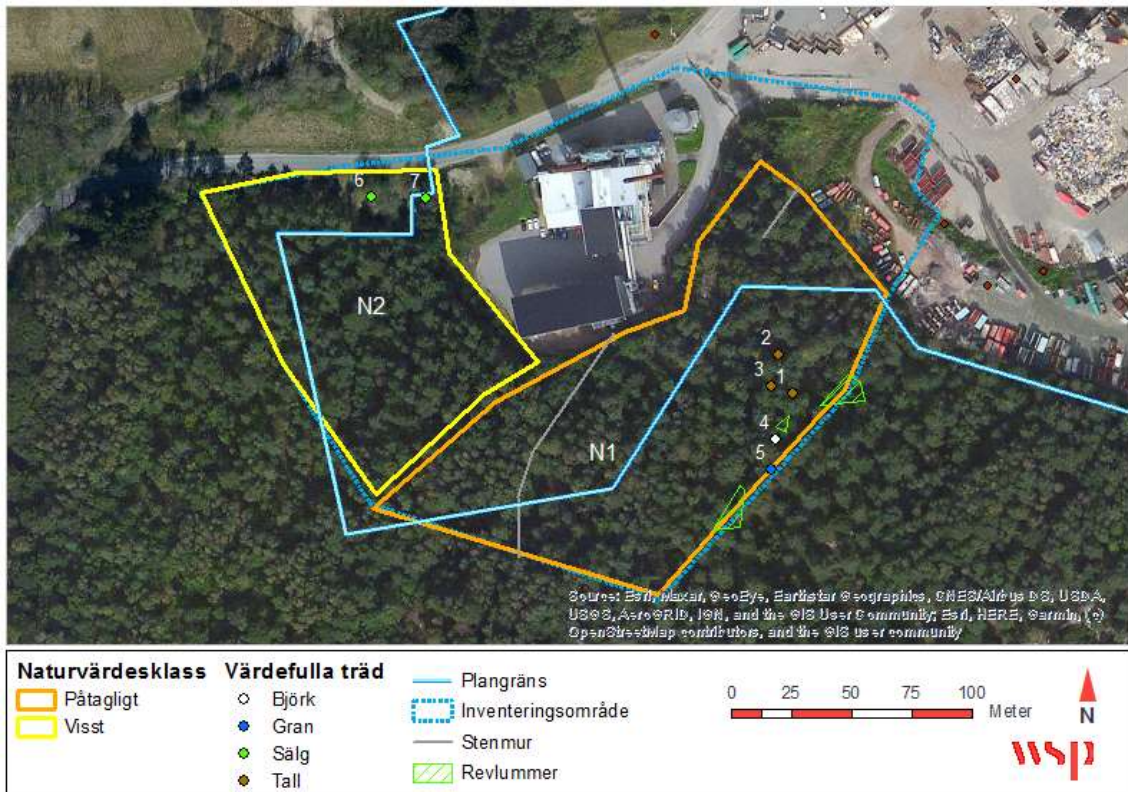 6
7
N2
2
3
1
4
5
N1
Source: Esri, Maxar, GeoEye, Earthstar Geographics, CNES/Airbus DS, USDA,
USGS, AeroGRID, IGN, and the GIS User Community; Esri, HERE, Garmin, (c)
OpenStreetMap contributors, and the GIS user community
Naturvärdesklass
Påtagligt
Visst
Värdefulla träd
Björk
Gran
Sälg
Tall
Plangräns
Inventeringsområde
Stenmur
Revlummer
0 25 50 75 100
Meter
N
wsp